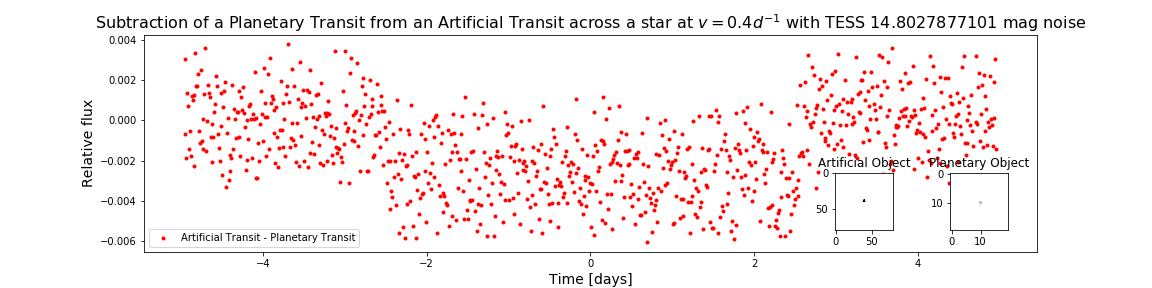 Subtraction of a Planetary Transit from an Artificial Transit across a star at v = 0.4d⁻¹ with TESS 14.8027877101 mag noise
0.004
0.002
0.000
−0.002
−0.004
−0.006
Relative flux
Artificial Object
0
50
0 50
Planetary Object
0
10
0 10
Artificial Transit - Planetary Transit
−4 −2 0 2 4
Time [days]